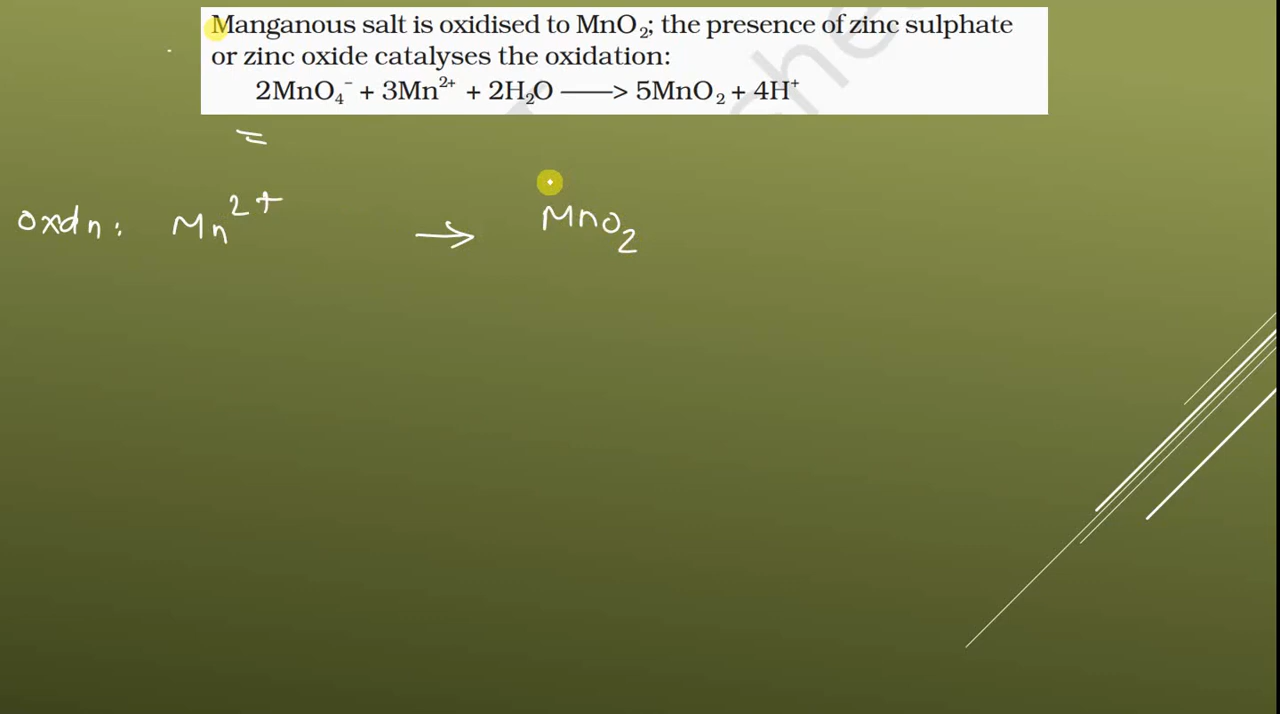 Manganous salt is oxidised to MnO₂; the presence of zinc sulphate
or zinc oxide catalyses the oxidation:
2MnO₄⁻ + 3Mn²⁺ + 2H₂O ——> 5MnO₂ + 4H⁺
oxdn: Mn²⁺ → MnO₂